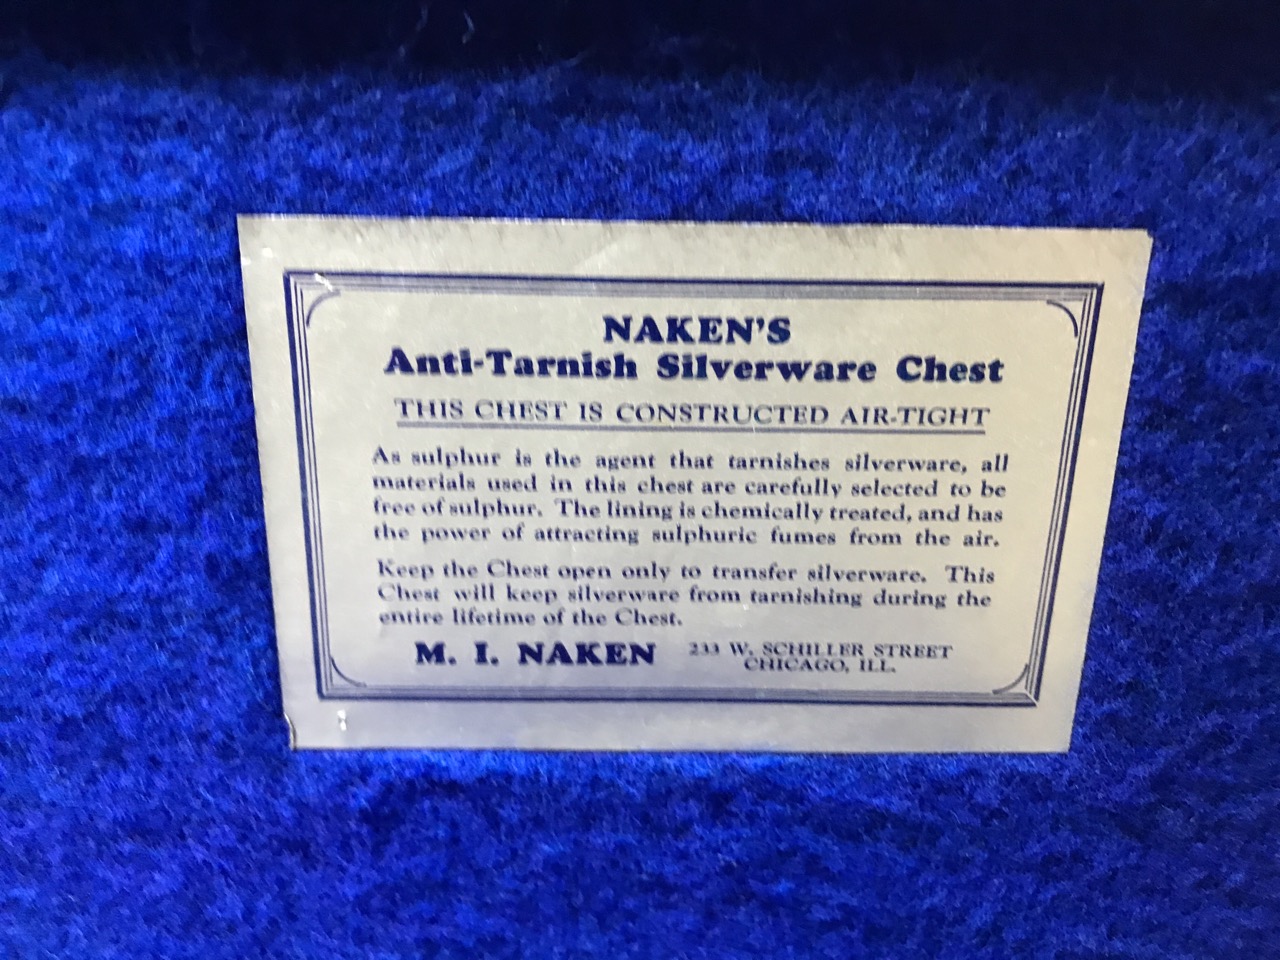 NAKEN'S
Anti-Tarnish Silverware Chest
THIS CHEST IS CONSTRUCTED AIR-TIGHT
As sulphur is the agent that tarnishes silverware, all
materials used in this chest are carefully selected to be
free of sulphur. The lining is chemically treated, and has
the power of attracting sulphuric fumes from the air.
Keep the Chest open only to transfer silverware. This
Chest will keep silverware from tarnishing during the
entire lifetime of the Chest.
M. I. NAKEN 233 W. SCHILLER STREET
CHICAGO, ILL.